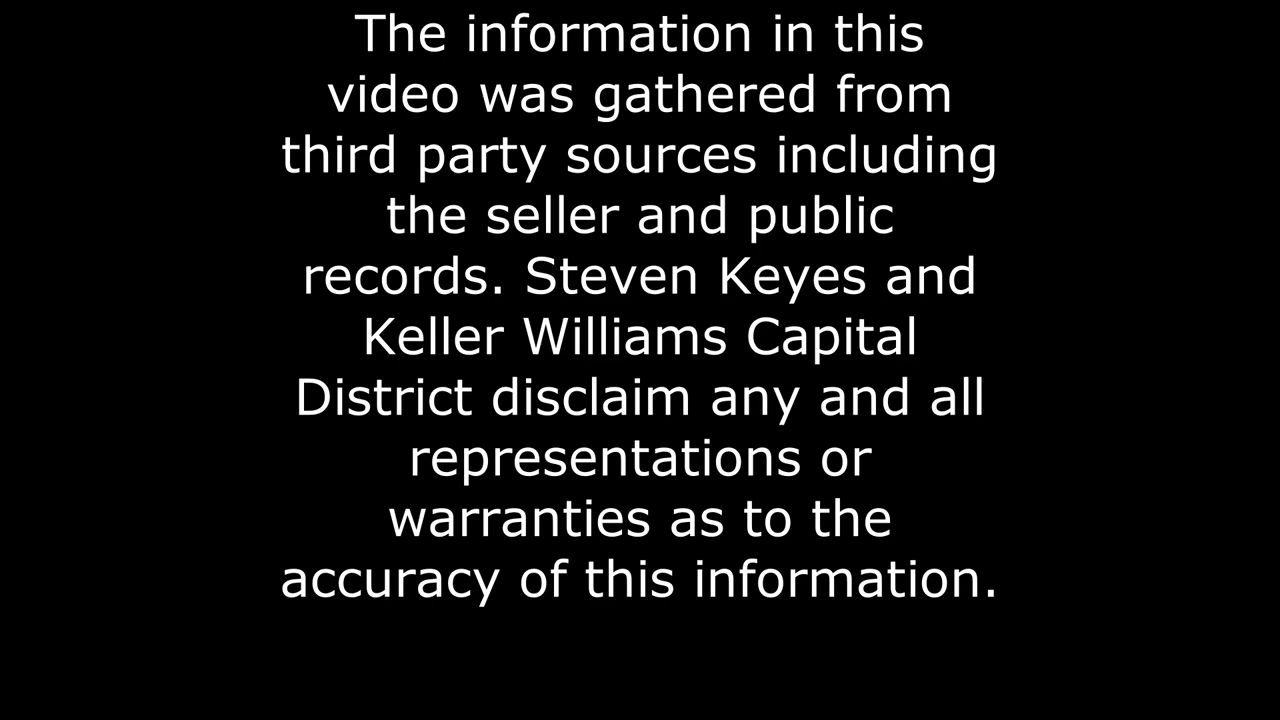 The information in this
video was gathered from
third party sources including
the seller and public
records. Steven Keyes and
Keller Williams Capital
District disclaim any and all
representations or
warranties as to the
accuracy of this information.